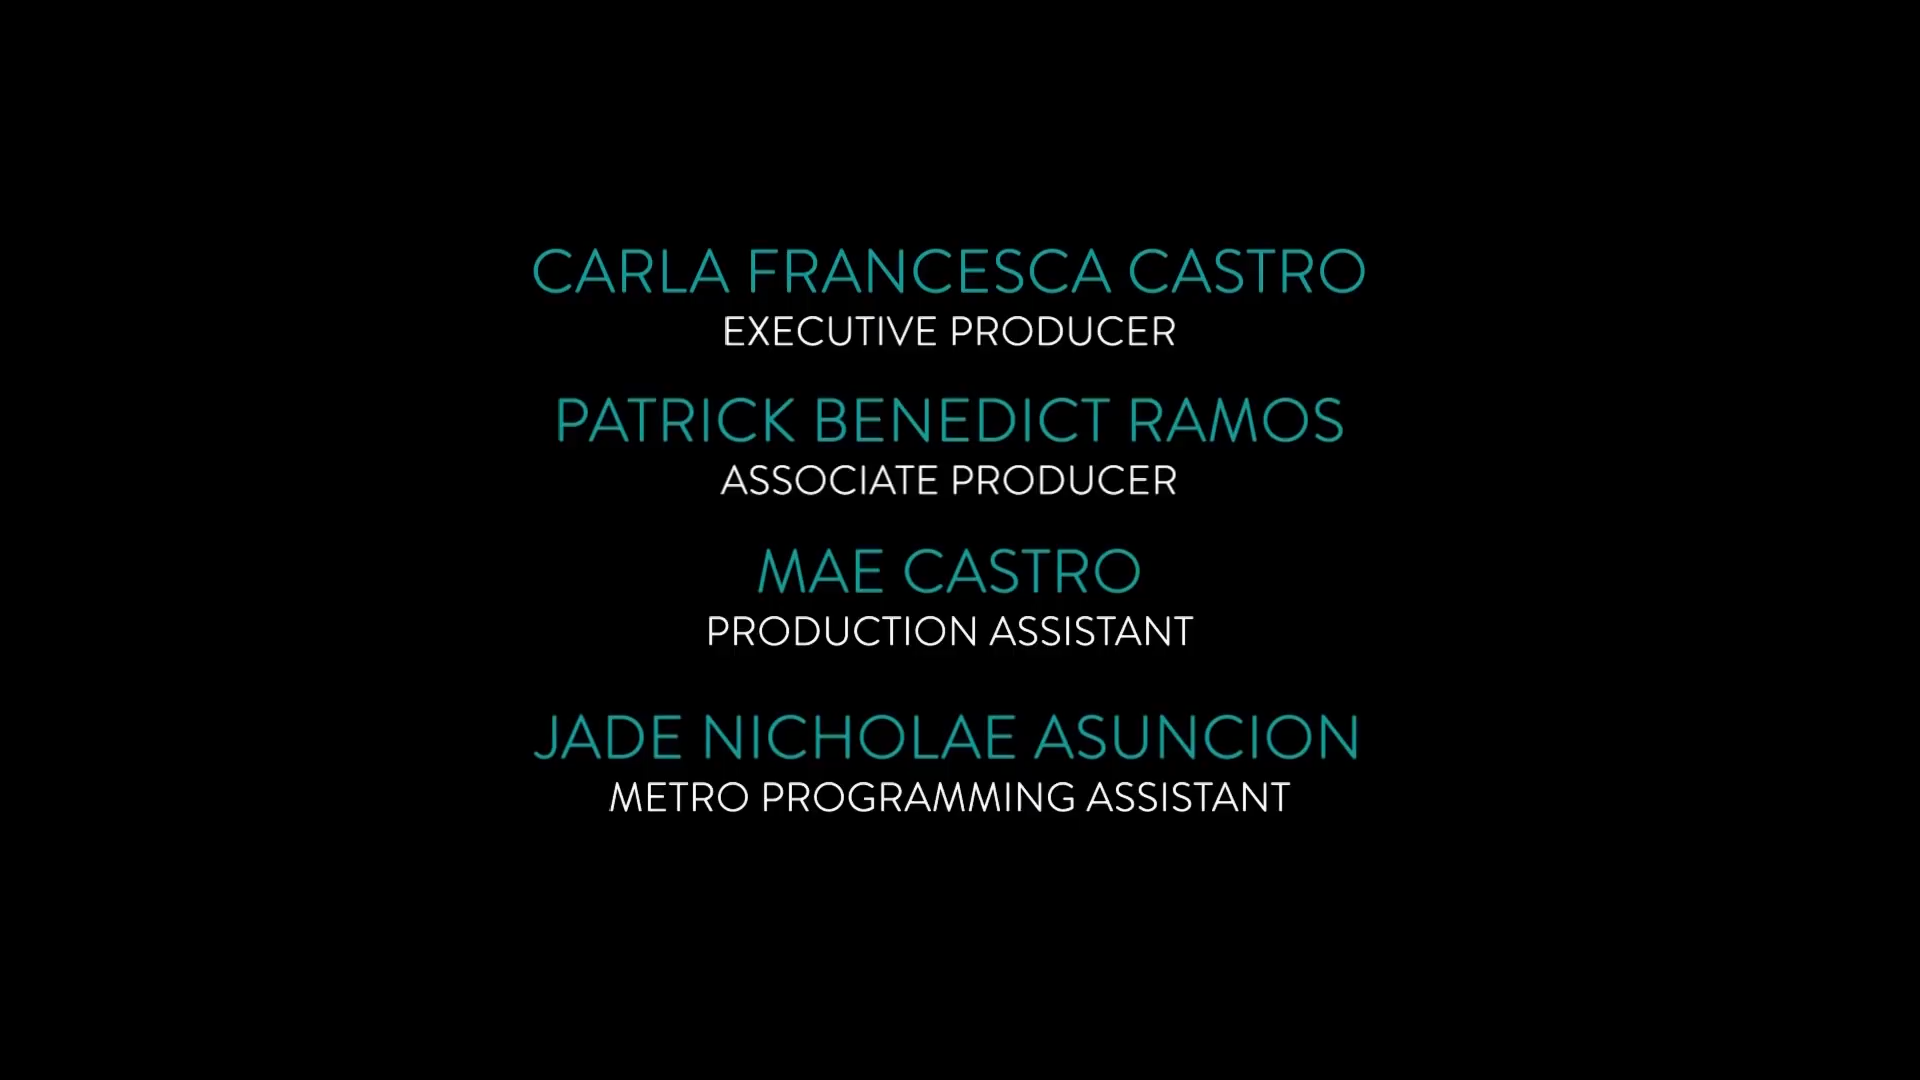 CARLA FRANCESCA CASTRO
EXECUTIVE PRODUCER
PATRICK BENEDICT RAMOS
ASSOCIATE PRODUCER
MAE CASTRO
PRODUCTION ASSISTANT
JADE NICHOLAE ASUNCION
METRO PROGRAMMING ASSISTANT